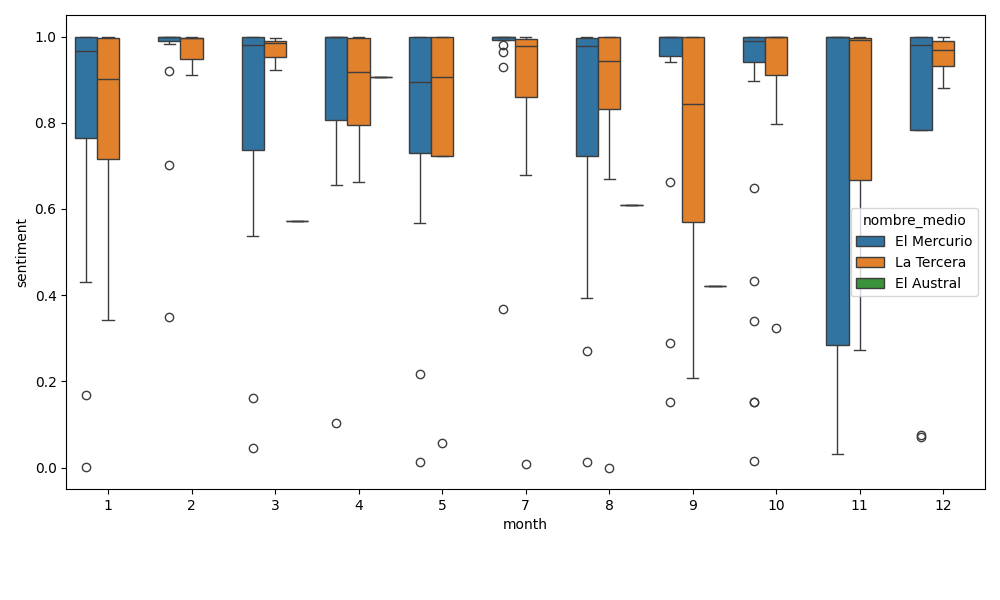 1.0
0.8
0.6
0.4
0.2
0.0
sentiment
nombre_medio
El Mercurio
La Tercera
El Austral
1 2 3 4 5 7 8 9 10 11 12
month